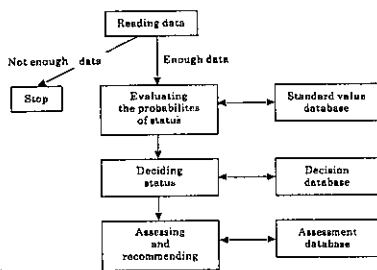 Reading data
Not enough data
Enough data
Stop
Evaluating
the probabilites
of status
Standard value
database
Deciding
status
Decision
database
Assessing
and
recommending
Assessment
database